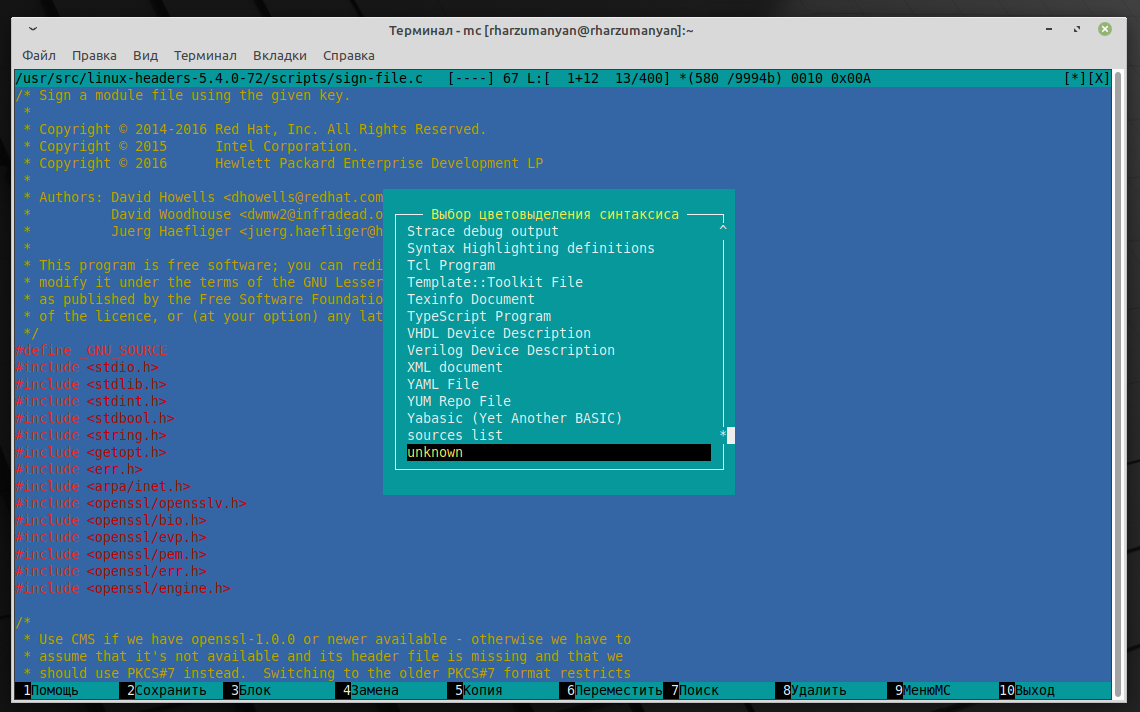 Терминал - mc [rharzumanyan@rharzumanyan]:~
Файл Правка Вид Терминал Вкладки Справка
/usr/src/linux-headers-5.4.0-72/scripts/sign-file.c [----] 67 L:[ 1+12 13/400] *(580 /9994b) 0010 0x00A [*][X]
/* Sign a module file using the given key.
*
* Copyright © 2014-2016 Red Hat, Inc. All Rights Reserved.
* Copyright © 2015 Intel Corporation.
* Copyright © 2016 Hewlett Packard Enterprise Development LP
*
* Authors: David Howells <dhowells@redhat.com
* David Woodhouse <dwmw2@infradead.o
* Juerg Haefliger <juerg.haefliger@h
*
* This program is free software; you can redi
* modify it under the terms of the GNU Lesser
* as published by the Free Software Foundatio
* of the licence, or (at your option) any lat
*/
#define _GNU_SOURCE
#include <stdio.h>
#include <stdlib.h>
#include <stdint.h>
#include <stdbool.h>
#include <string.h>
#include <getopt.h>
#include <err.h>
#include <arpa/inet.h>
#include <openssl/opensslv.h>
#include <openssl/bio.h>
#include <openssl/evp.h>
#include <openssl/pem.h>
#include <openssl/err.h>
#include <openssl/engine.h>
/*
* Use CMS if we have openssl-1.0.0 or newer available - otherwise we have to
* assume that it's not available and its header file is missing and that we
* should use PKCS#7 instead. Switching to the older PKCS#7 format restricts
Выбор цветовыделения синтаксиса
Strace debug output ^
Syntax Highlighting definitions
Tcl Program
Template::Toolkit File
Texinfo Document
TypeScript Program
VHDL Device Description
Verilog Device Description
XML document
YAML File
YUM Repo File
Yabasic (Yet Another BASIC)
sources list *
unknown
1Помощь 2Сохранить 3Блок 4Замена 5Копия 6Переместить 7Поиск 8Удалить 9МенюMC 10Выход